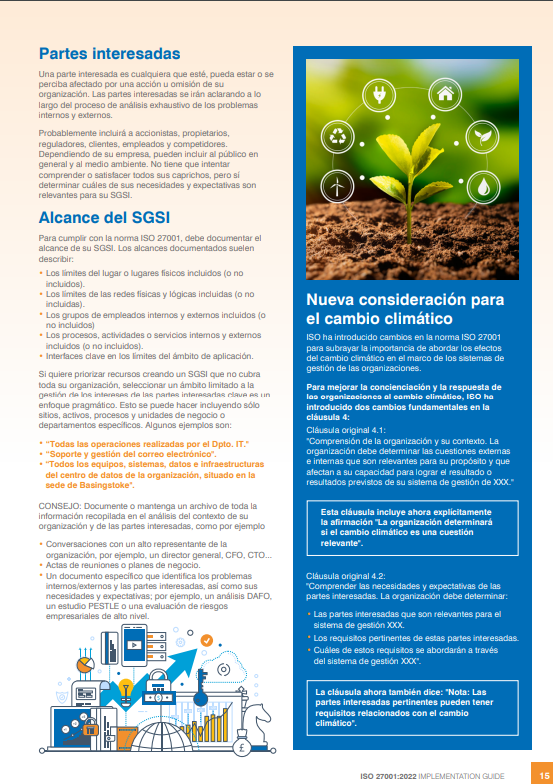 Partes interesadas
Una parte interesada es cualquiera que esté, pueda estar o se
perciba afectado por una acción u omisión de su
organización. Las partes interesadas se irán aclarando a lo
largo del proceso de análisis exhaustivo de los problemas
internos y externos.
Probablemente incluirá a accionistas, propietarios,
reguladores, clientes, empleados y competidores.
Dependiendo de su empresa, pueden incluir al público en
general y al medio ambiente. No tiene que intentar
comprender o satisfacer todos sus caprichos, pero sí
determinar cuáles de sus necesidades y expectativas son
relevantes para su SGSI.
Alcance del SGSI
Para cumplir con la norma ISO 27001, debe documentar el
alcance de su SGSI. Los alcances documentados suelen
describir:
• Los límites del lugar o lugares físicos incluidos (o no
incluidos).
• Los límites de las redes físicas y lógicas incluidas (o no
incluidas).
• Los grupos de empleados internos y externos incluidos (o
no incluidos)
• Los procesos, actividades o servicios internos y externos
incluidos (o no incluidos).
• Interfaces clave en los límites del ámbito de aplicación.
Si quiere priorizar recursos creando un SGSI que no cubra
toda su organización, seleccionar un ámbito limitado a la
gestión de los intereses de las partes interesadas clave es un
enfoque pragmático. Esto se puede hacer incluyendo sólo
sitios, activos, procesos y unidades de negocio o
departamentos específicos. Algunos ejemplos son:
• "Todas las operaciones realizadas por el Dpto. IT."
• "Soporte y gestión del correo electrónico".
• "Todos los equipos, sistemas, datos e infraestructuras
del centro de datos de la organización, situado en la
sede de Basingstoke".
CONSEJO: Documente o mantenga un archivo de toda la
información recopilada en el análisis del contexto de su
organización y de las partes interesadas, como por ejemplo
• Conversaciones con un alto representante de la
organización, por ejemplo, un director general, CFO, CTO...
• Actas de reuniones o planes de negocio.
• Un documento específico que identifica los problemas
internos/externos y las partes interesadas, así como sus
necesidades y expectativas; por ejemplo, un análisis DAFO,
un estudio PESTLE o una evaluación de riesgos
empresariales de alto nivel.
£
Nueva consideración para
el cambio climático
ISO ha introducido cambios en la norma ISO 27001
para subrayar la importancia de abordar los efectos
del cambio climático en el marco de los sistemas de
gestión de las organizaciones.
Para mejorar la concienciación y la respuesta de
las organizaciones al cambio climático, ISO ha
introducido dos cambios fundamentales en la
cláusula 4:
Cláusula original 4.1:
"Comprensión de la organización y su contexto. La
organización debe determinar las cuestiones externas
e internas que son relevantes para su propósito y que
afectan a su capacidad para lograr el resultado o
resultados previstos de su sistema de gestión de XXX."
Esta cláusula incluye ahora explícitamente
la afirmación "La organización determinará
si el cambio climático es una cuestión
relevante".
Cláusula original 4.2:
"Comprender las necesidades y expectativas de las
partes interesadas. La organización debe determinar:
• Las partes interesadas que son relevantes para el
sistema de gestión XXX.
• Los requisitos pertinentes de estas partes interesadas.
• Cuáles de estos requisitos se abordarán a través
del sistema de gestión XXX".
La cláusula ahora también dice: "Nota: Las
partes interesadas pertinentes pueden tener
requisitos relacionados con el cambio
climático".
ISO 27001:2022 IMPLEMENTATION GUIDE 15